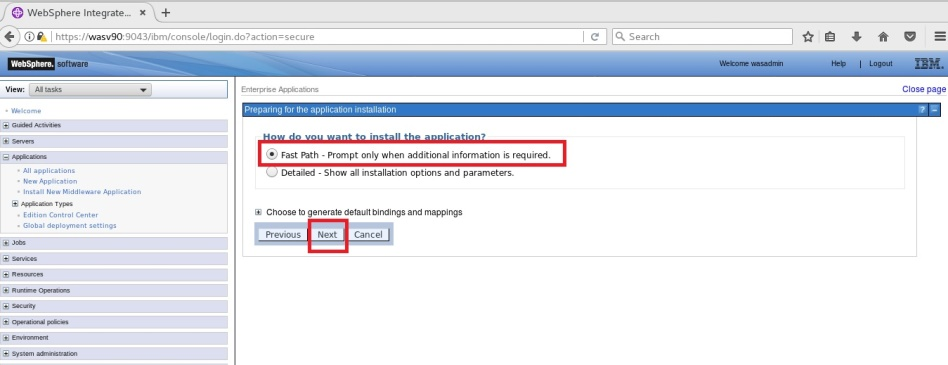 WebSphere Integrate...
https://wasv90:9043/ibm/console/login.do?action=secure
Search
WebSphere. software
Welcome wasadmin
Help | Logout
IBM.
View: All tasks
Welcome
Guided Activities
Servers
Applications
All applications
New Application
Install New Middleware Application
Application Types
Edition Control Center
Global deployment settings
Jobs
Services
Resources
Runtime Operations
Security
Operational policies
Environment
System administration
Enterprise Applications
Close page
Preparing for the application installation
?
How do you want to install the application?
Fast Path - Prompt only when additional information is required.
Detailed - Show all installation options and parameters.
Choose to generate default bindings and mappings
Previous Next Cancel